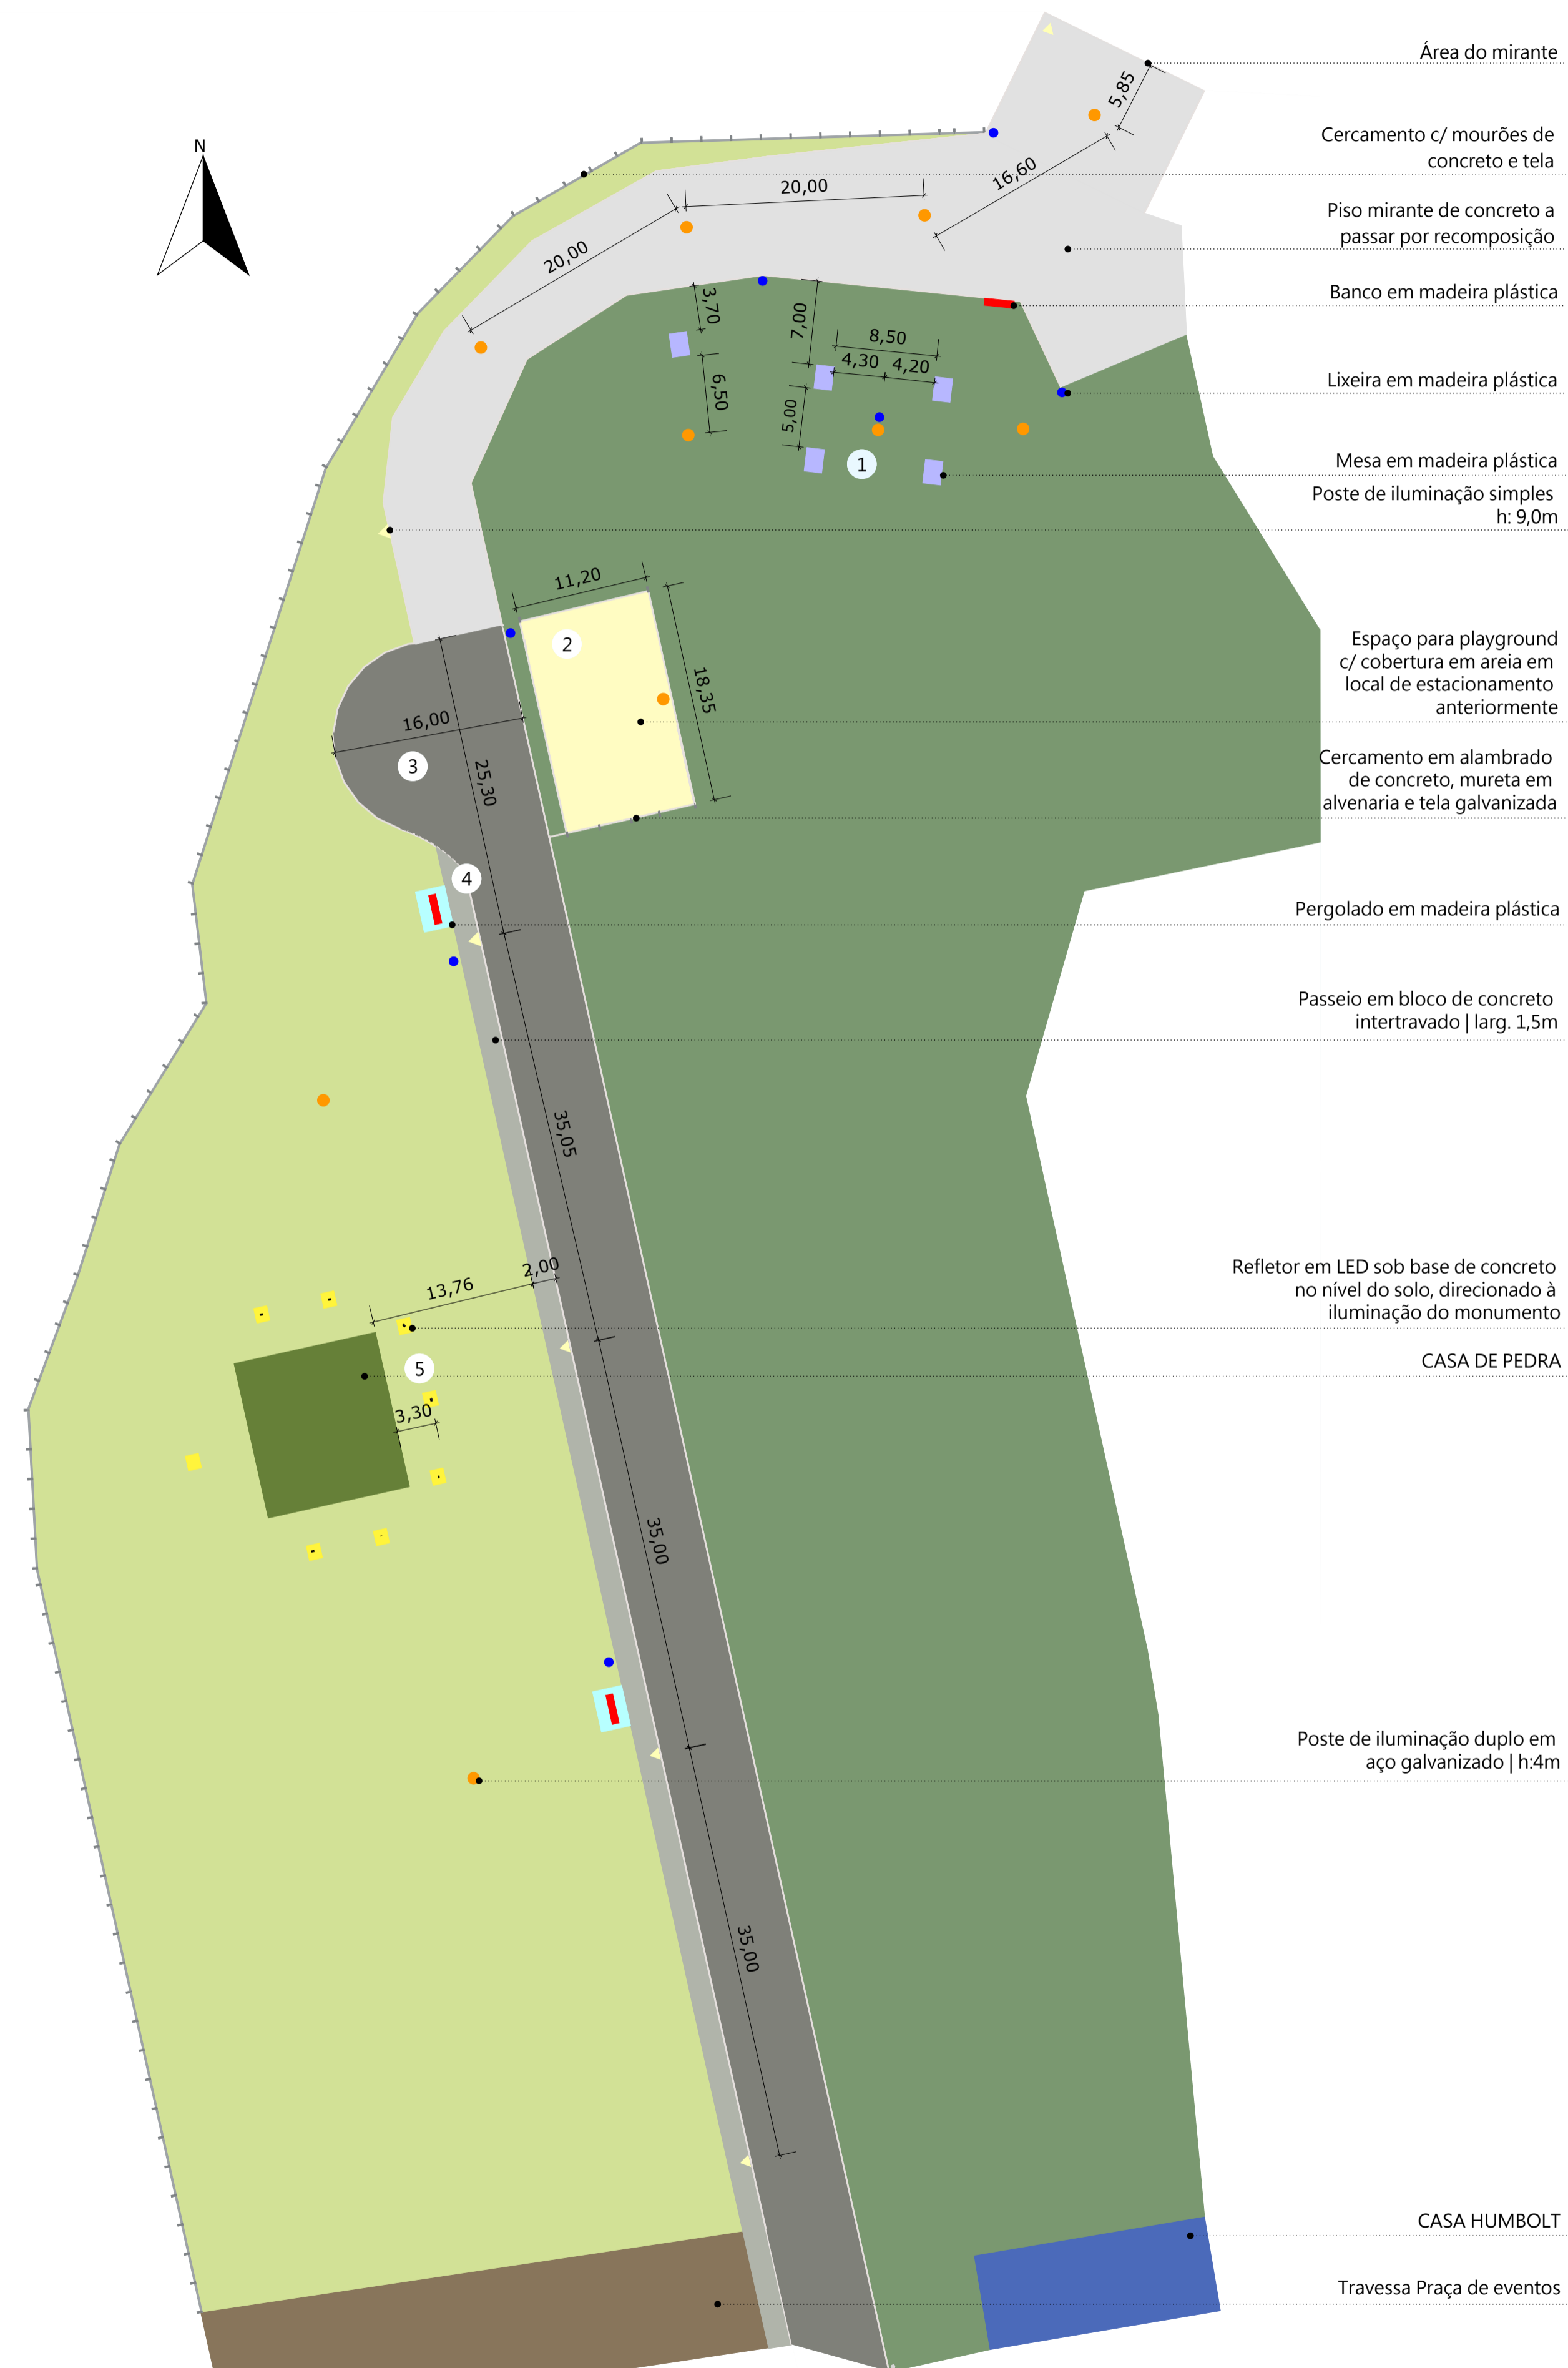 N
Área do mirante
5,85
Cercamento c/ mourões de
concreto e tela
16,60
20,00
20,00
Piso mirante de concreto a
passar por recomposição
Banco em madeira plástica
3,70
7,00
8,50
4,30
4,20
6,50
5,00
Lixeira em madeira plástica
1
Mesa em madeira plástica
Poste de iluminação simples
h: 9,0m
11,20
2
18,35
Espaço para playground
c/ cobertura em areia em
local de estacionamento
anteriormente
16,00
3
25,30
Cercamento em alambrado
de concreto, mureta em
alvenaria e tela galvanizada
4
Pergolado em madeira plástica
Passeio em bloco de concreto
intertravado | larg. 1,5m
35,05
2,00
13,76
Refletor em LED sob base de concreto
no nível do solo, direcionado à
iluminação do monumento
5
CASA DE PEDRA
3,30
35,00
Poste de iluminação duplo em
aço galvanizado | h:4m
35,00
CASA HUMBOLT
Travessa Praça de eventos